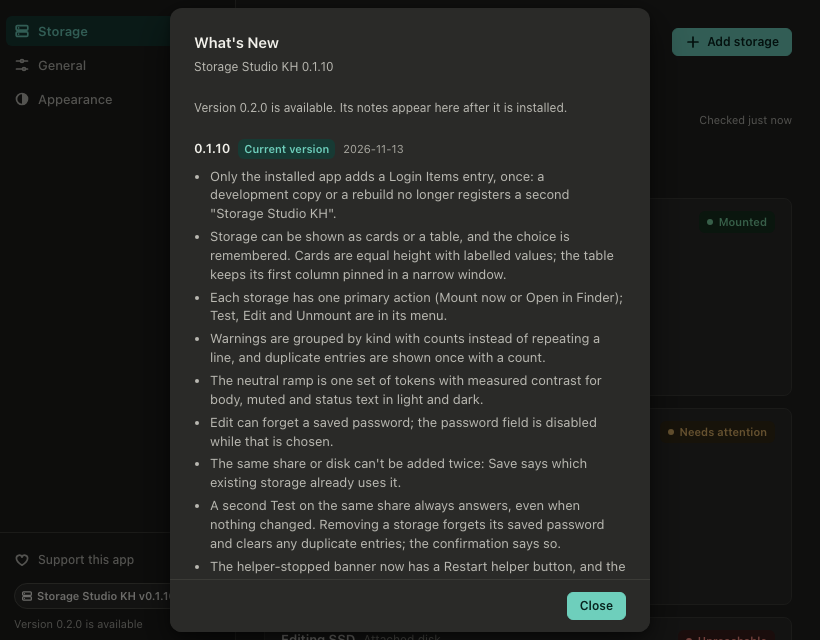 Storage
General
Appearance
Support this app
Storage Studio KH v0.1.1
Version 0.2.0 is available
What's New
Storage Studio KH 0.1.10
Version 0.2.0 is available. Its notes appear here after it is installed.
0.1.10 Current version 2026-11-13
• Only the installed app adds a Login Items entry, once: a
development copy or a rebuild no longer registers a second
"Storage Studio KH".
• Storage can be shown as cards or a table, and the choice is
remembered. Cards are equal height with labelled values; the table
keeps its first column pinned in a narrow window.
• Each storage has one primary action (Mount now or Open in Finder);
Test, Edit and Unmount are in its menu.
• Warnings are grouped by kind with counts instead of repeating a
line, and duplicate entries are shown once with a count.
• The neutral ramp is one set of tokens with measured contrast for
body, muted and status text in light and dark.
• Edit can forget a saved password; the password field is disabled
while that is chosen.
• The same share or disk can't be added twice: Save says which
existing storage already uses it.
• A second Test on the same share always answers, even when
nothing changed. Removing a storage forgets its saved password
and clears any duplicate entries; the confirmation says so.
• The helper-stopped banner now has a Restart helper button, and the
Close
Add storage
Checked just now
Mounted
Needs attention
Editing SSD Attached disk
Unreachable